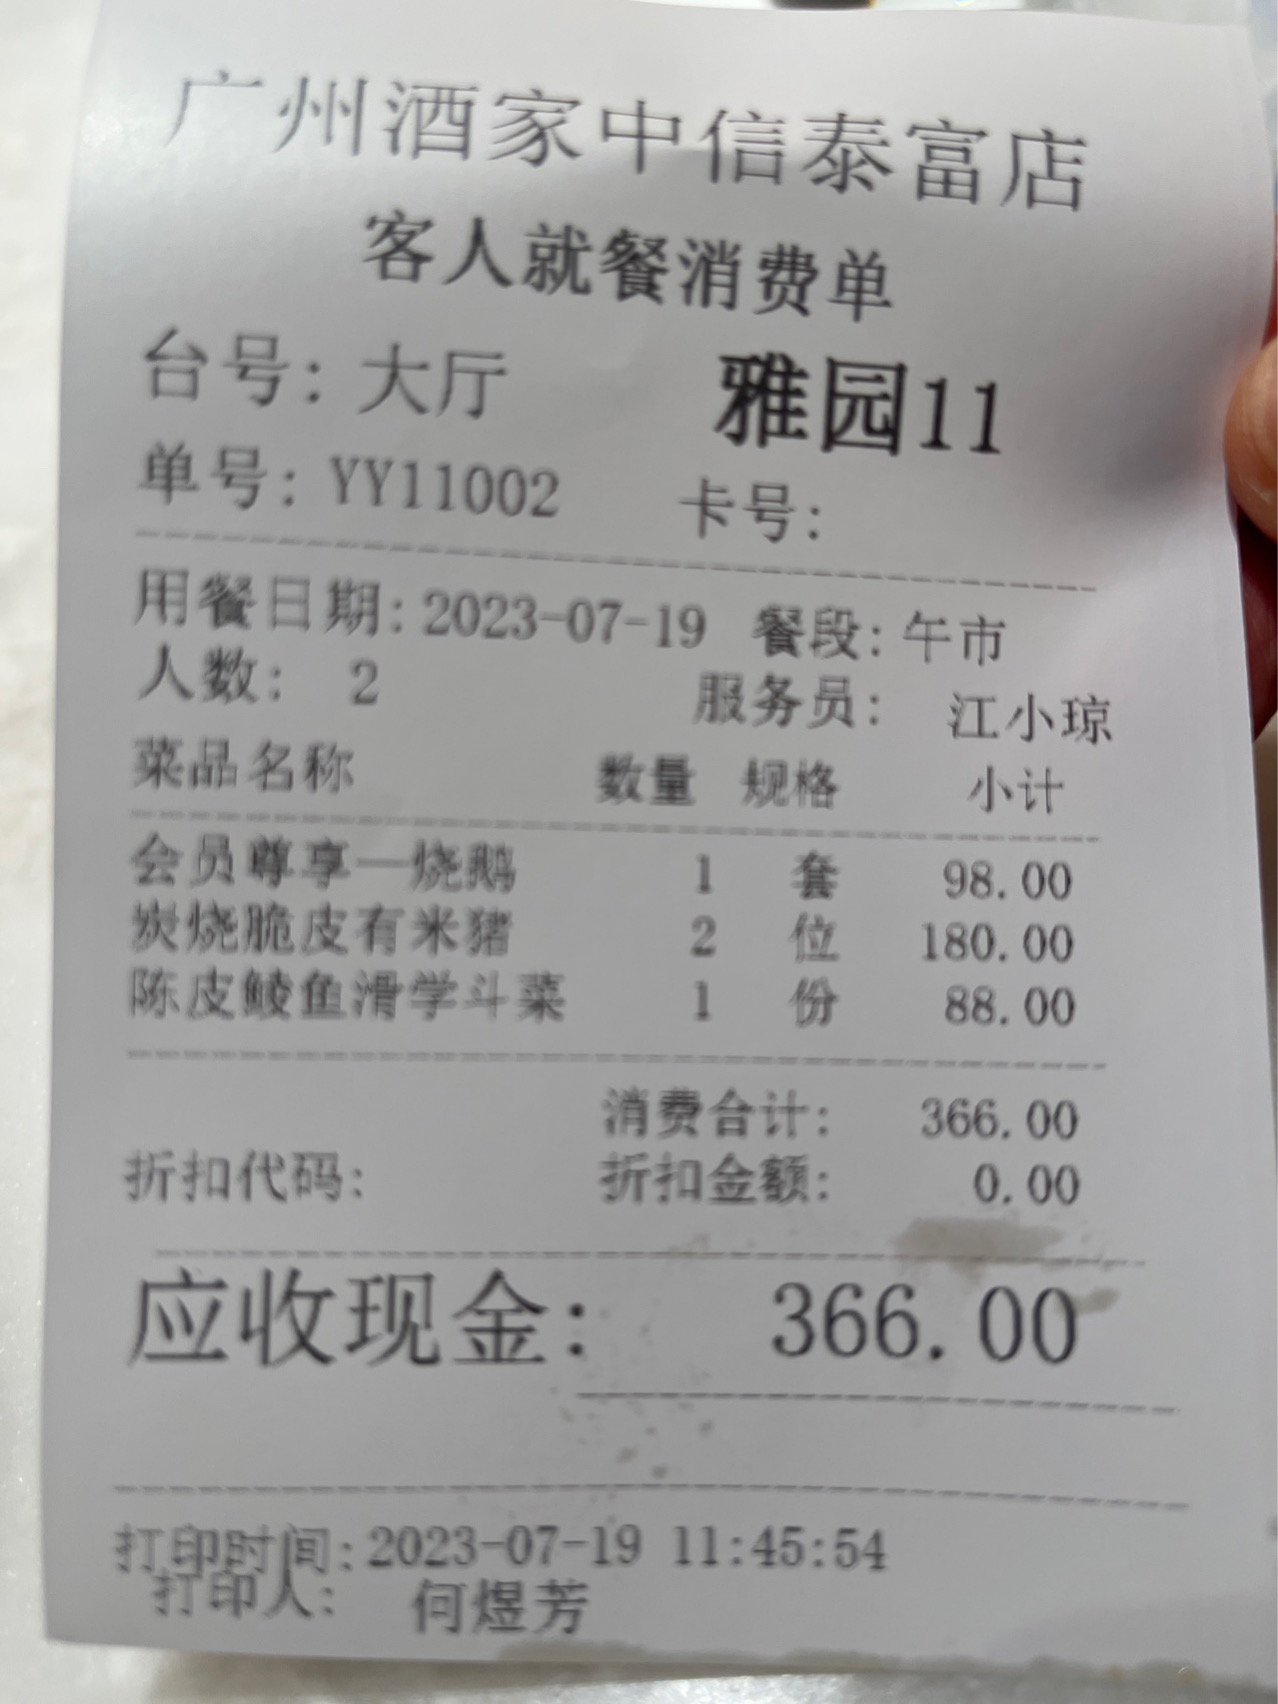 广州酒家中信泰富店
客人就餐消费单
台号: 大厅 雅园11
单号: YY11002 卡号:
用餐日期: 2023-07-19 餐段: 午市
人数: 2 服务员: 江小琼
菜品名称 数量 规格 小计
会员尊享—烧鹅 1 套 98.00
炭烧脆皮有米猪 2 位 180.00
陈皮鲮鱼滑学斗菜 1 份 88.00
消费合计: 366.00
折扣代码: 折扣金额: 0.00
应收现金: 366.00
打印时间: 2023-07-19 11:45:54
打印人: 何煜芳